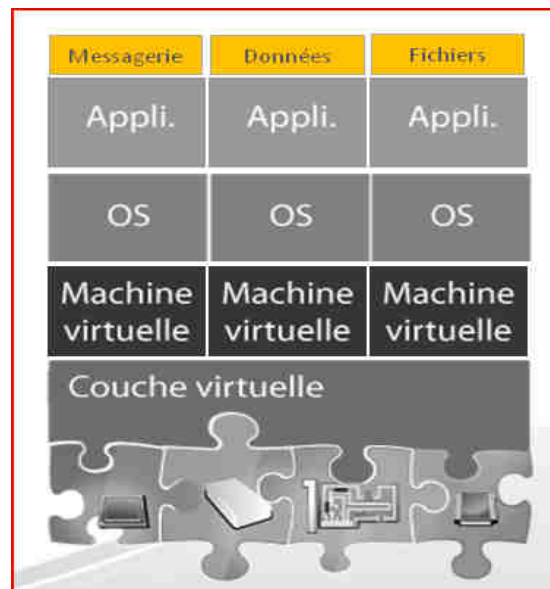 Messagerie Données Fichiers
Appli. Appli. Appli.
OS OS OS
Machine virtuelle Machine virtuelle Machine virtuelle
Couche virtuelle